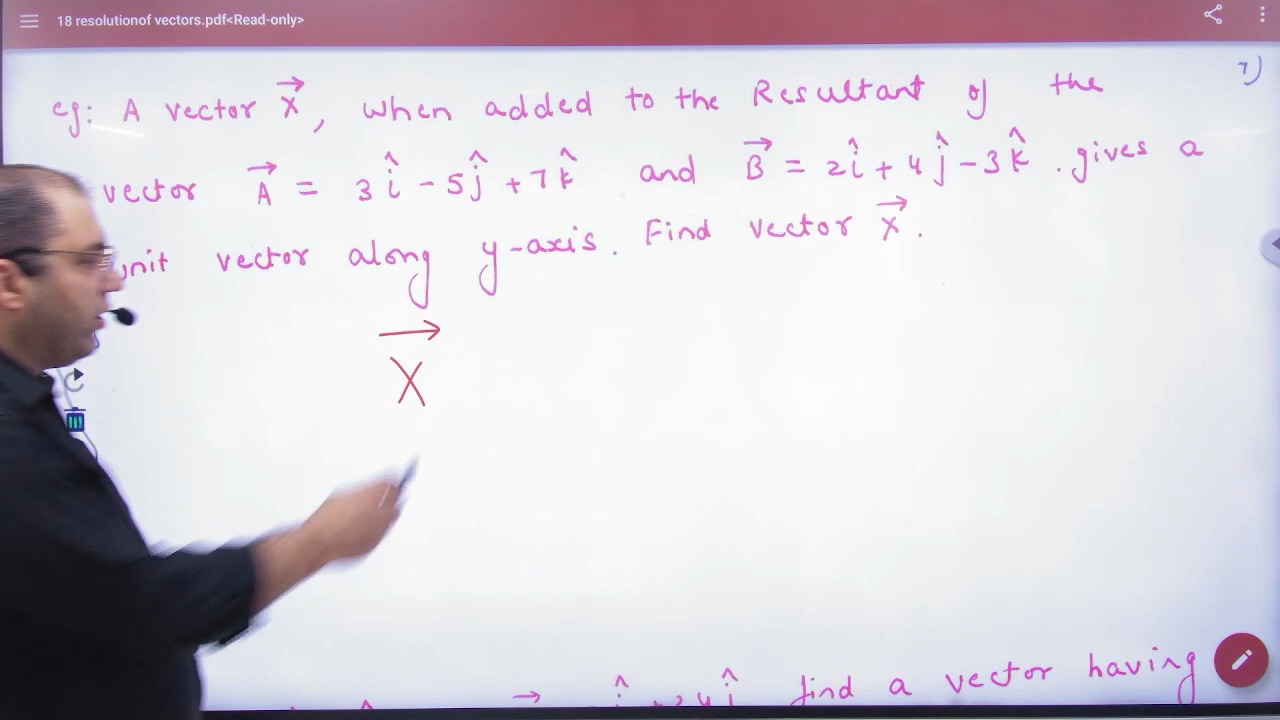 18 resolutionof vectors.pdf<Read-only>
7)
eg: A vector X⃗, when added to the Resultant of the
vector A⃗ = 3î - 5ĵ + 7k̂ and B⃗ = 2î + 4ĵ - 3k̂ . gives a
unit vector along y-axis. Find vector X⃗.
X⃗
find a vector having